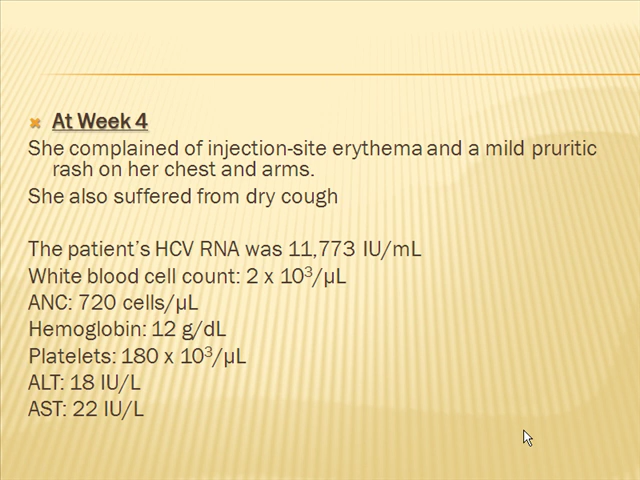 At Week 4
She complained of injection-site erythema and a mild pruritic
rash on her chest and arms.
She also suffered from dry cough
The patient's HCV RNA was 11,773 IU/mL
White blood cell count: 2 x 10³/µL
ANC: 720 cells/µL
Hemoglobin: 12 g/dL
Platelets: 180 x 10³/µL
ALT: 18 IU/L
AST: 22 IU/L